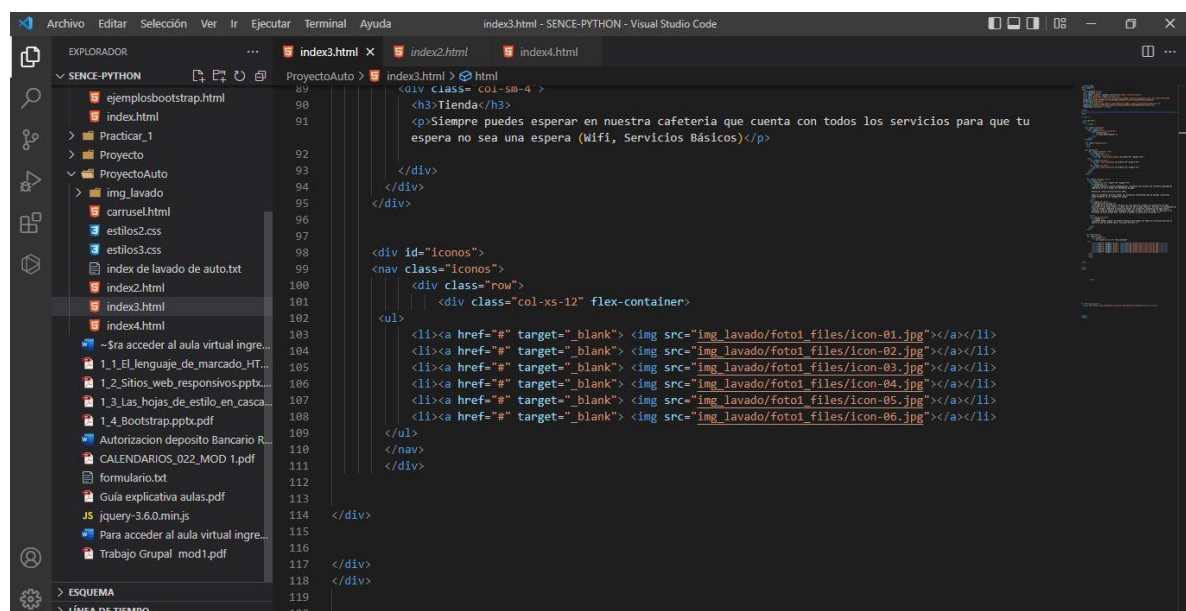 Archivo Editar Selección Ver Ir Ejecutar Terminal Ayuda index3.html - SENCE-PYTHON - Visual Studio Code
EXPLORADOR
SENCE-PYTHON
ejemplosbootstrap.html
index.html
Practicar_1
Proyecto
ProyectoAuto
img_lavado
carrusel.html
estilos2.css
estilos3.css
index de lavado de auto.txt
index2.html
index3.html
index4.html
~$ra acceder al aula virtual ingre...
1_1_El_lenguaje_de_marcado_HT...
1_2_Sitios_web_responsivos.pptx....
1_3_Las_hojas_de_estilo_en_casca...
1_4_Bootstrap.pptx.pdf
Autorizacion deposito Bancario R...
CALENDARIOS_022_MOD 1.pdf
formulario.txt
Guía explicativa aulas.pdf
JS jquery-3.6.0.min.js
Para acceder al aula virtual ingre...
Trabajo Grupal mod1.pdf
ESQUEMA
LÍNEA DE TIEMPO
index3.html index2.html index4.html
ProyectoAuto > index3.html > html
89 <div class="col-sm-4">
90 <h3>Tienda</h3>
91 <p>Siempre puedes esperar en nuestra cafeteria que cuenta con todos los servicios para que tu
espera no sea una espera (Wifi, Servicios Básicos)</p>
92
93 </div>
94 </div>
95 </div>
96
97
98 <div id="iconos">
99 <nav class="iconos">
100 <div class="row">
101 <div class="col-xs-12" flex-container>
102 <ul>
103 <li><a href="#" target="_blank"> <img src="img_lavado/foto1_files/icon-01.jpg"></a></li>
104 <li><a href="#" target="_blank"> <img src="img_lavado/foto1_files/icon-02.jpg"></a></li>
105 <li><a href="#" target="_blank"> <img src="img_lavado/foto1_files/icon-03.jpg"></a></li>
106 <li><a href="#" target="_blank"> <img src="img_lavado/foto1_files/icon-04.jpg"></a></li>
107 <li><a href="#" target="_blank"> <img src="img_lavado/foto1_files/icon-05.jpg"></a></li>
108 <li><a href="#" target="_blank"> <img src="img_lavado/foto1_files/icon-06.jpg"></a></li>
109 </ul>
110 </nav>
111 </div>
112
113
114 </div>
115
116
117 </div>
118 </div>
119